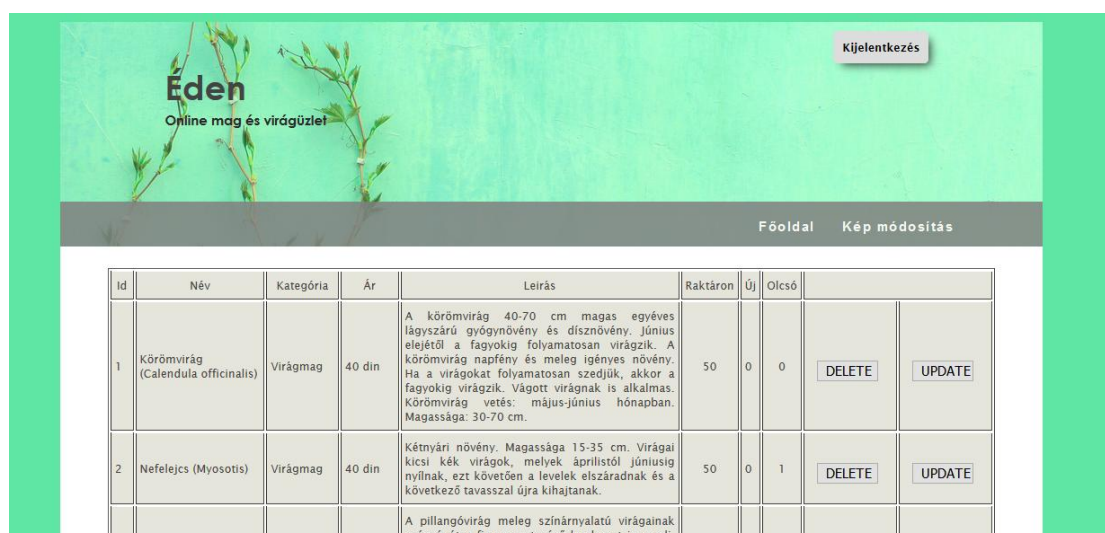 Kijelentkezés
Éden
Online mag és virágüzlet
Főoldal Kép módosítás
Id Név Kategória Ár Leirás Raktáron Új Olcsó
A körömvirág 40-70 cm magas egyéves
lágyszárú gyógynövény és dísznövény. Június
elejétől a fagyokig folyamatosan virágzik. A
körömvirág napfény és meleg igényes növény.
Ha a virágokat folyamatosan szedjük, akkor a
fagyokig virágzik. Vágott virágnak is alkalmas.
Körömvirág vetés: május-június hónapban.
Magassága: 30-70 cm.
1 Körömvirág
(Calendula officinalis) Virágmag 40 din 50 0 0 DELETE UPDATE
Kétnyári növény. Magassága 15-35 cm. Virágai
kicsi kék virágok, melyek áprilistól júniusig
nyílnak, ezt követően a levelek elszáradnak és a
következő tavasszal újra kihajtanak.
2 Nefelejcs (Myosotis) Virágmag 40 din 50 0 1 DELETE UPDATE
A pillangóvirág meleg színárnyalatú virágainak